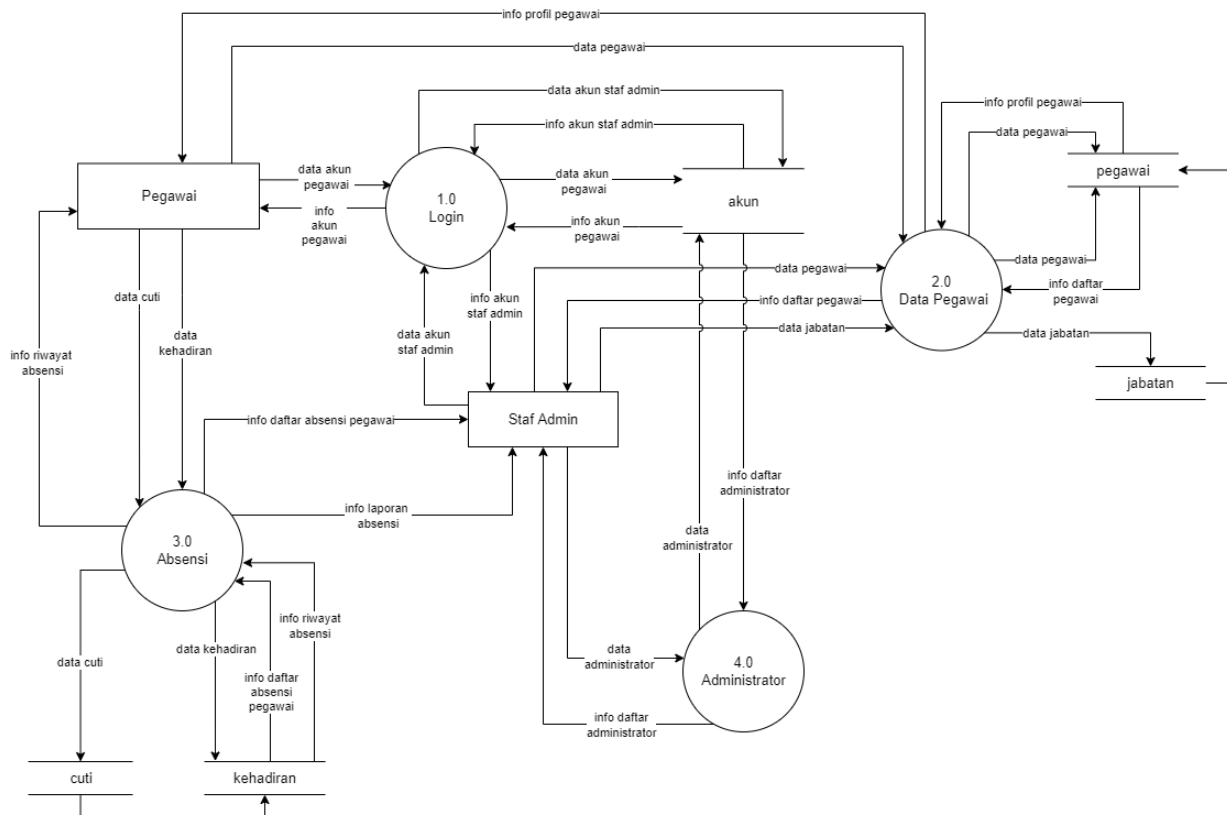 info profil pegawai
data pegawai
data akun staf admin
info akun staf admin
info profil pegawai
data pegawai
Pegawai
data akun
pegawai
info
akun
pegawai
1.0
Login
data akun
pegawai
info akun
pegawai
akun
pegawai
data pegawai
info daftar
pegawai
2.0
Data Pegawai
data pegawai
info daftar pegawai
data jabatan
data jabatan
jabatan
data cuti
data
kehadiran
info riwayat
absensi
info akun
staf admin
data akun
staf admin
Staf Admin
info daftar absensi pegawai
info laporan
absensi
info daftar
administrator
data
administrator
3.0
Absensi
data cuti
data kehadiran
info daftar
absensi
pegawai
info riwayat
absensi
data
administrator
info daftar
administrator
4.0
Administrator
cuti
kehadiran